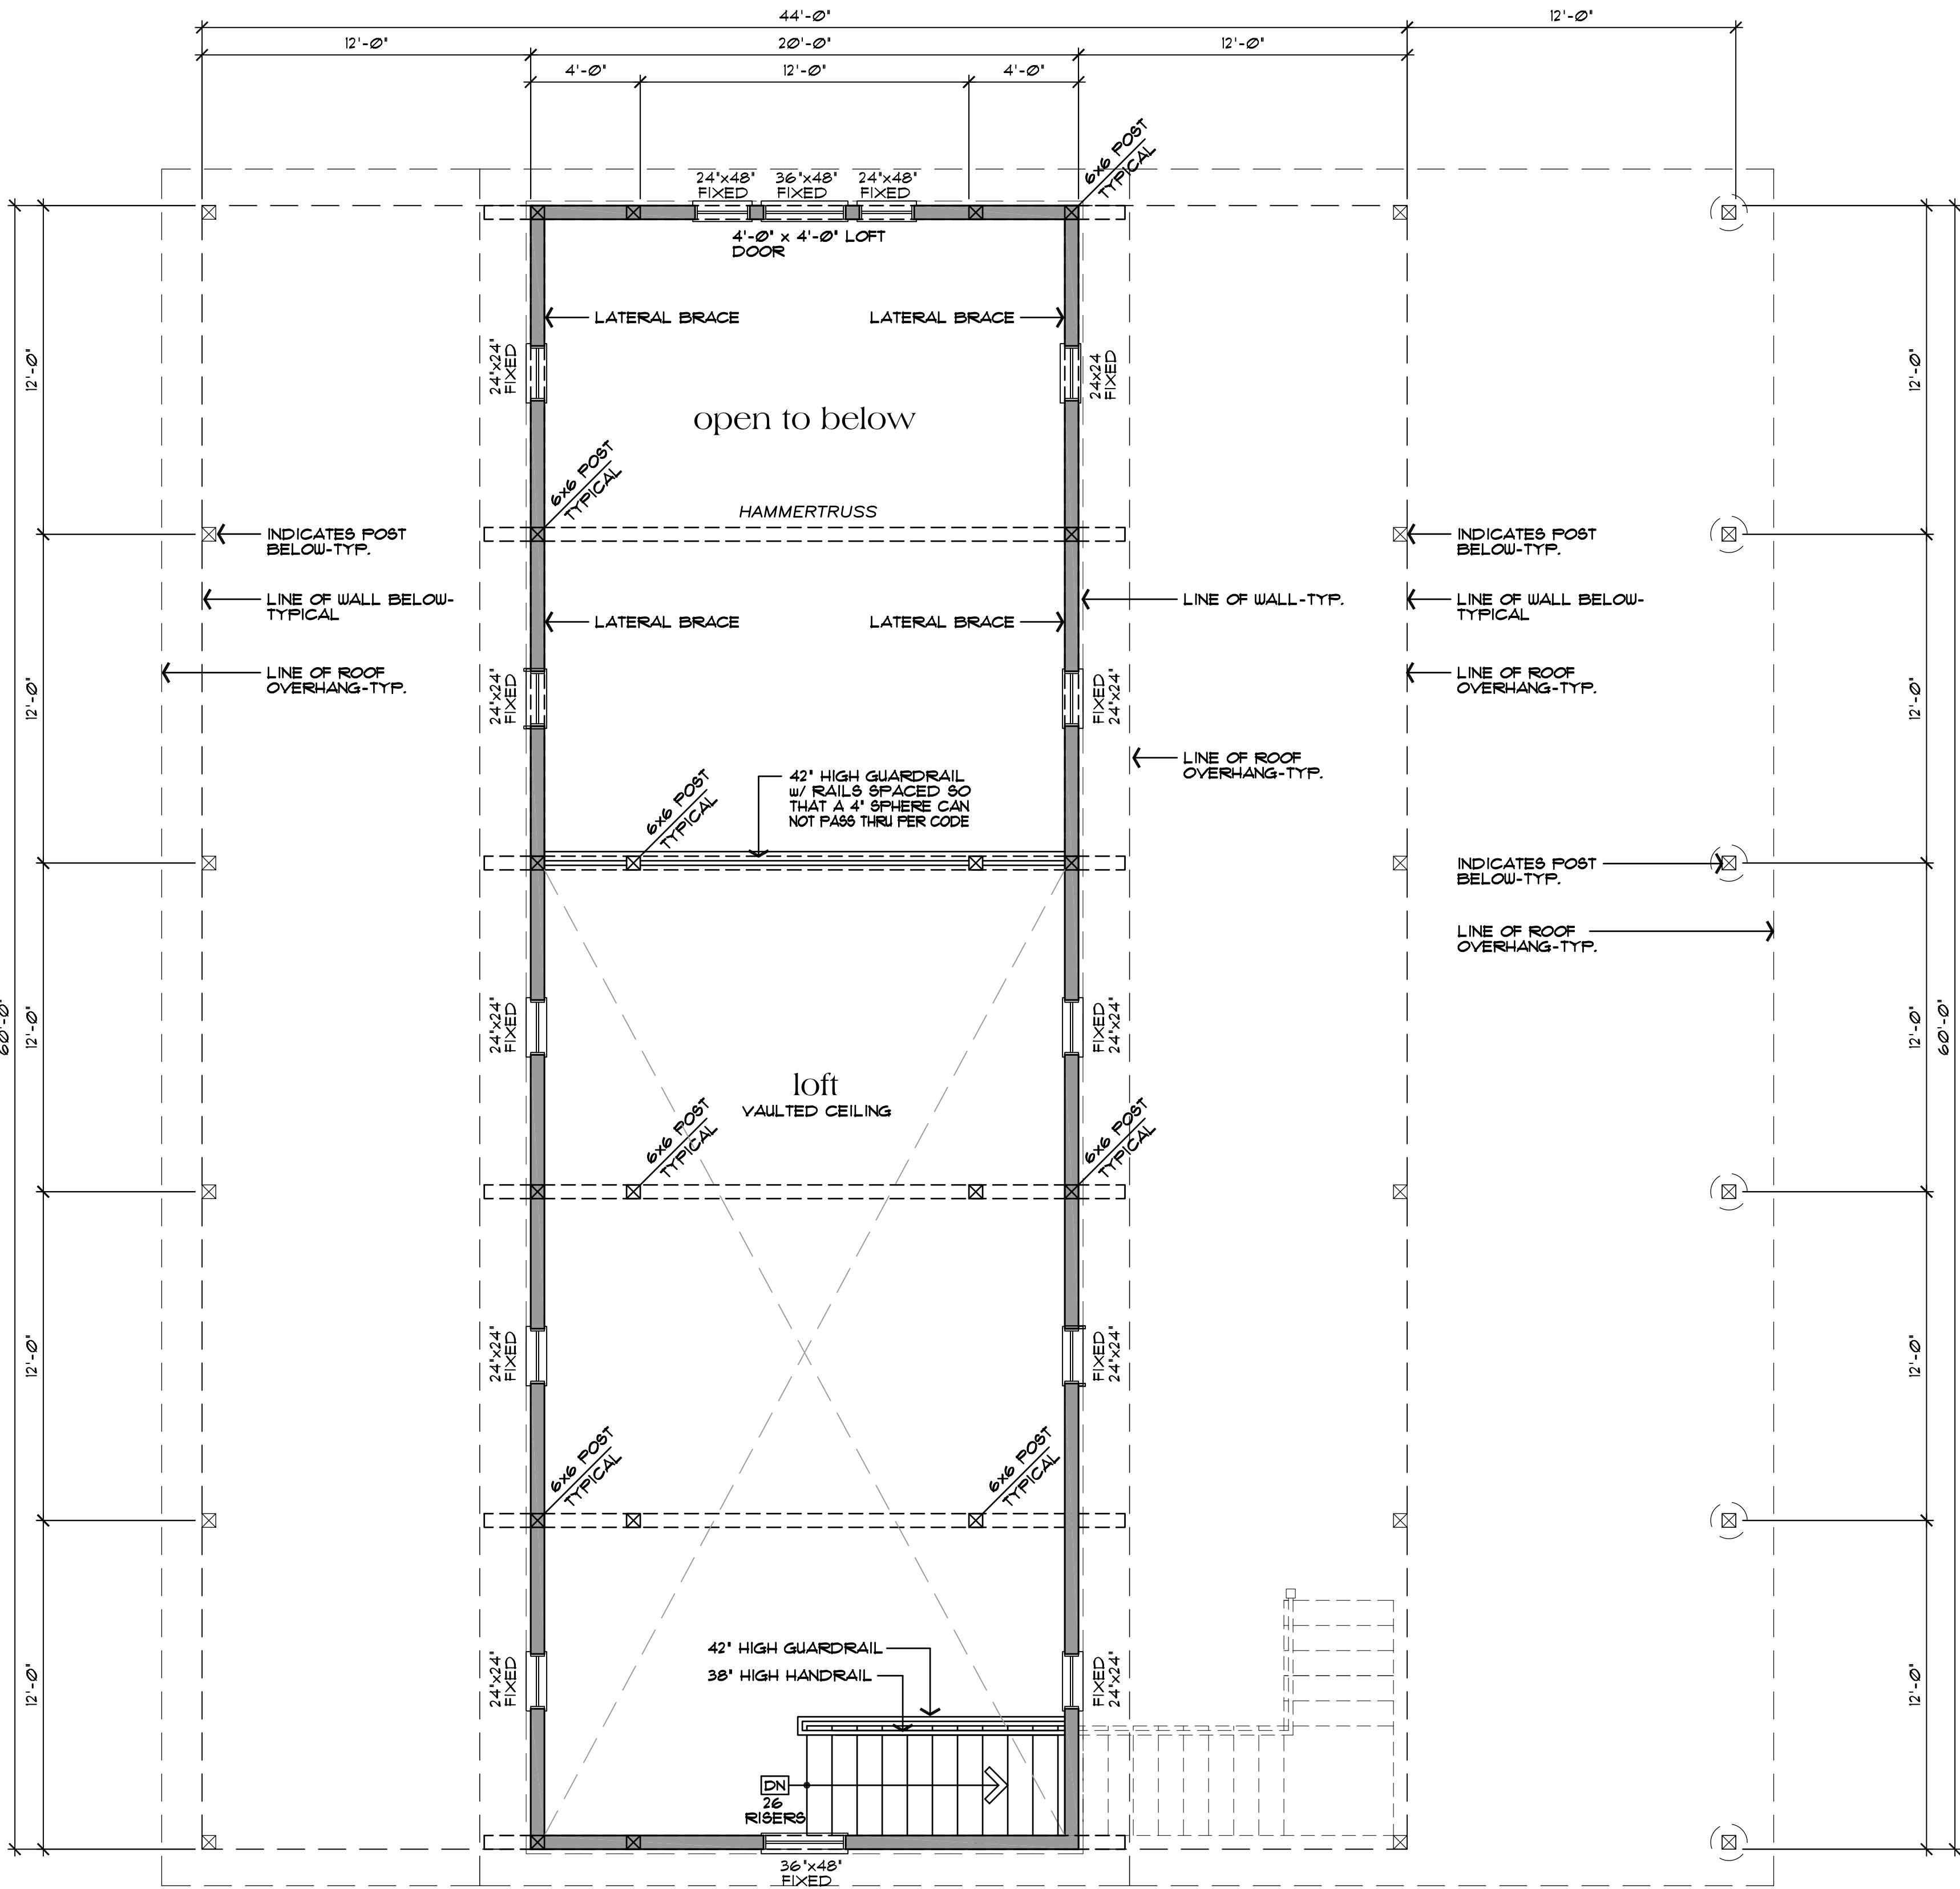 44'-0"
12'-0"
12'-0"
20'-0"
12'-0"
4'-0"
12'-0"
4'-0"
6x6 POST
TYPICAL
24"x48"
FIXED
36"x48"
FIXED
24"x48"
FIXED
4'-0" x 4'-0" LOFT
DOOR
LATERAL BRACE
LATERAL BRACE
12'-0"
24"x24"
FIXED
24x24
FIXED
12'-0"
open to below
6x6 POST
TYPICAL
HAMMERTRUSS
INDICATES POST
BELOW-TYP.
INDICATES POST
BELOW-TYP.
LINE OF WALL BELOW-
TYPICAL
LINE OF WALL-TYP.
LINE OF WALL BELOW-
TYPICAL
LATERAL BRACE
LATERAL BRACE
LINE OF ROOF
OVERHANG-TYP.
LINE OF ROOF
OVERHANG-TYP.
12'-0"
24"x24"
FIXED
FIXED
24"x24"
12'-0"
LINE OF ROOF
OVERHANG-TYP.
42" HIGH GUARDRAIL
w/ RAILS SPACED SO
THAT A 4" SPHERE CAN
NOT PASS THRU PER CODE
6x6 POST
TYPICAL
INDICATES POST
BELOW-TYP.
LINE OF ROOF
OVERHANG-TYP.
60'-0"
12'-0"
24"x24"
FIXED
FIXED
24"x24"
12'-0"
60'-0"
loft
VAULTED CEILING
6x6 POST
TYPICAL
6x6 POST
TYPICAL
12'-0"
24"x24"
FIXED
FIXED
24"x24"
12'-0"
6x6 POST
TYPICAL
6x6 POST
TYPICAL
42" HIGH GUARDRAIL
38" HIGH HANDRAIL
12'-0"
24"x24"
FIXED
FIXED
24"x24"
12'-0"
DN
26
RISERS
36"x48"
FIXED